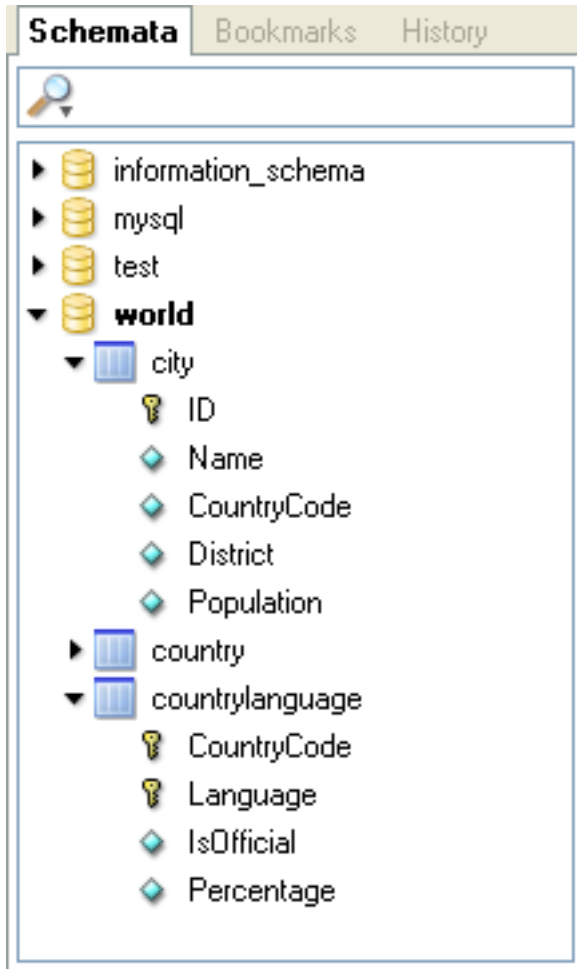 Schemata Bookmarks History
information_schema
mysql
test
world
city
ID
Name
CountryCode
District
Population
country
countrylanguage
CountryCode
Language
IsOfficial
Percentage